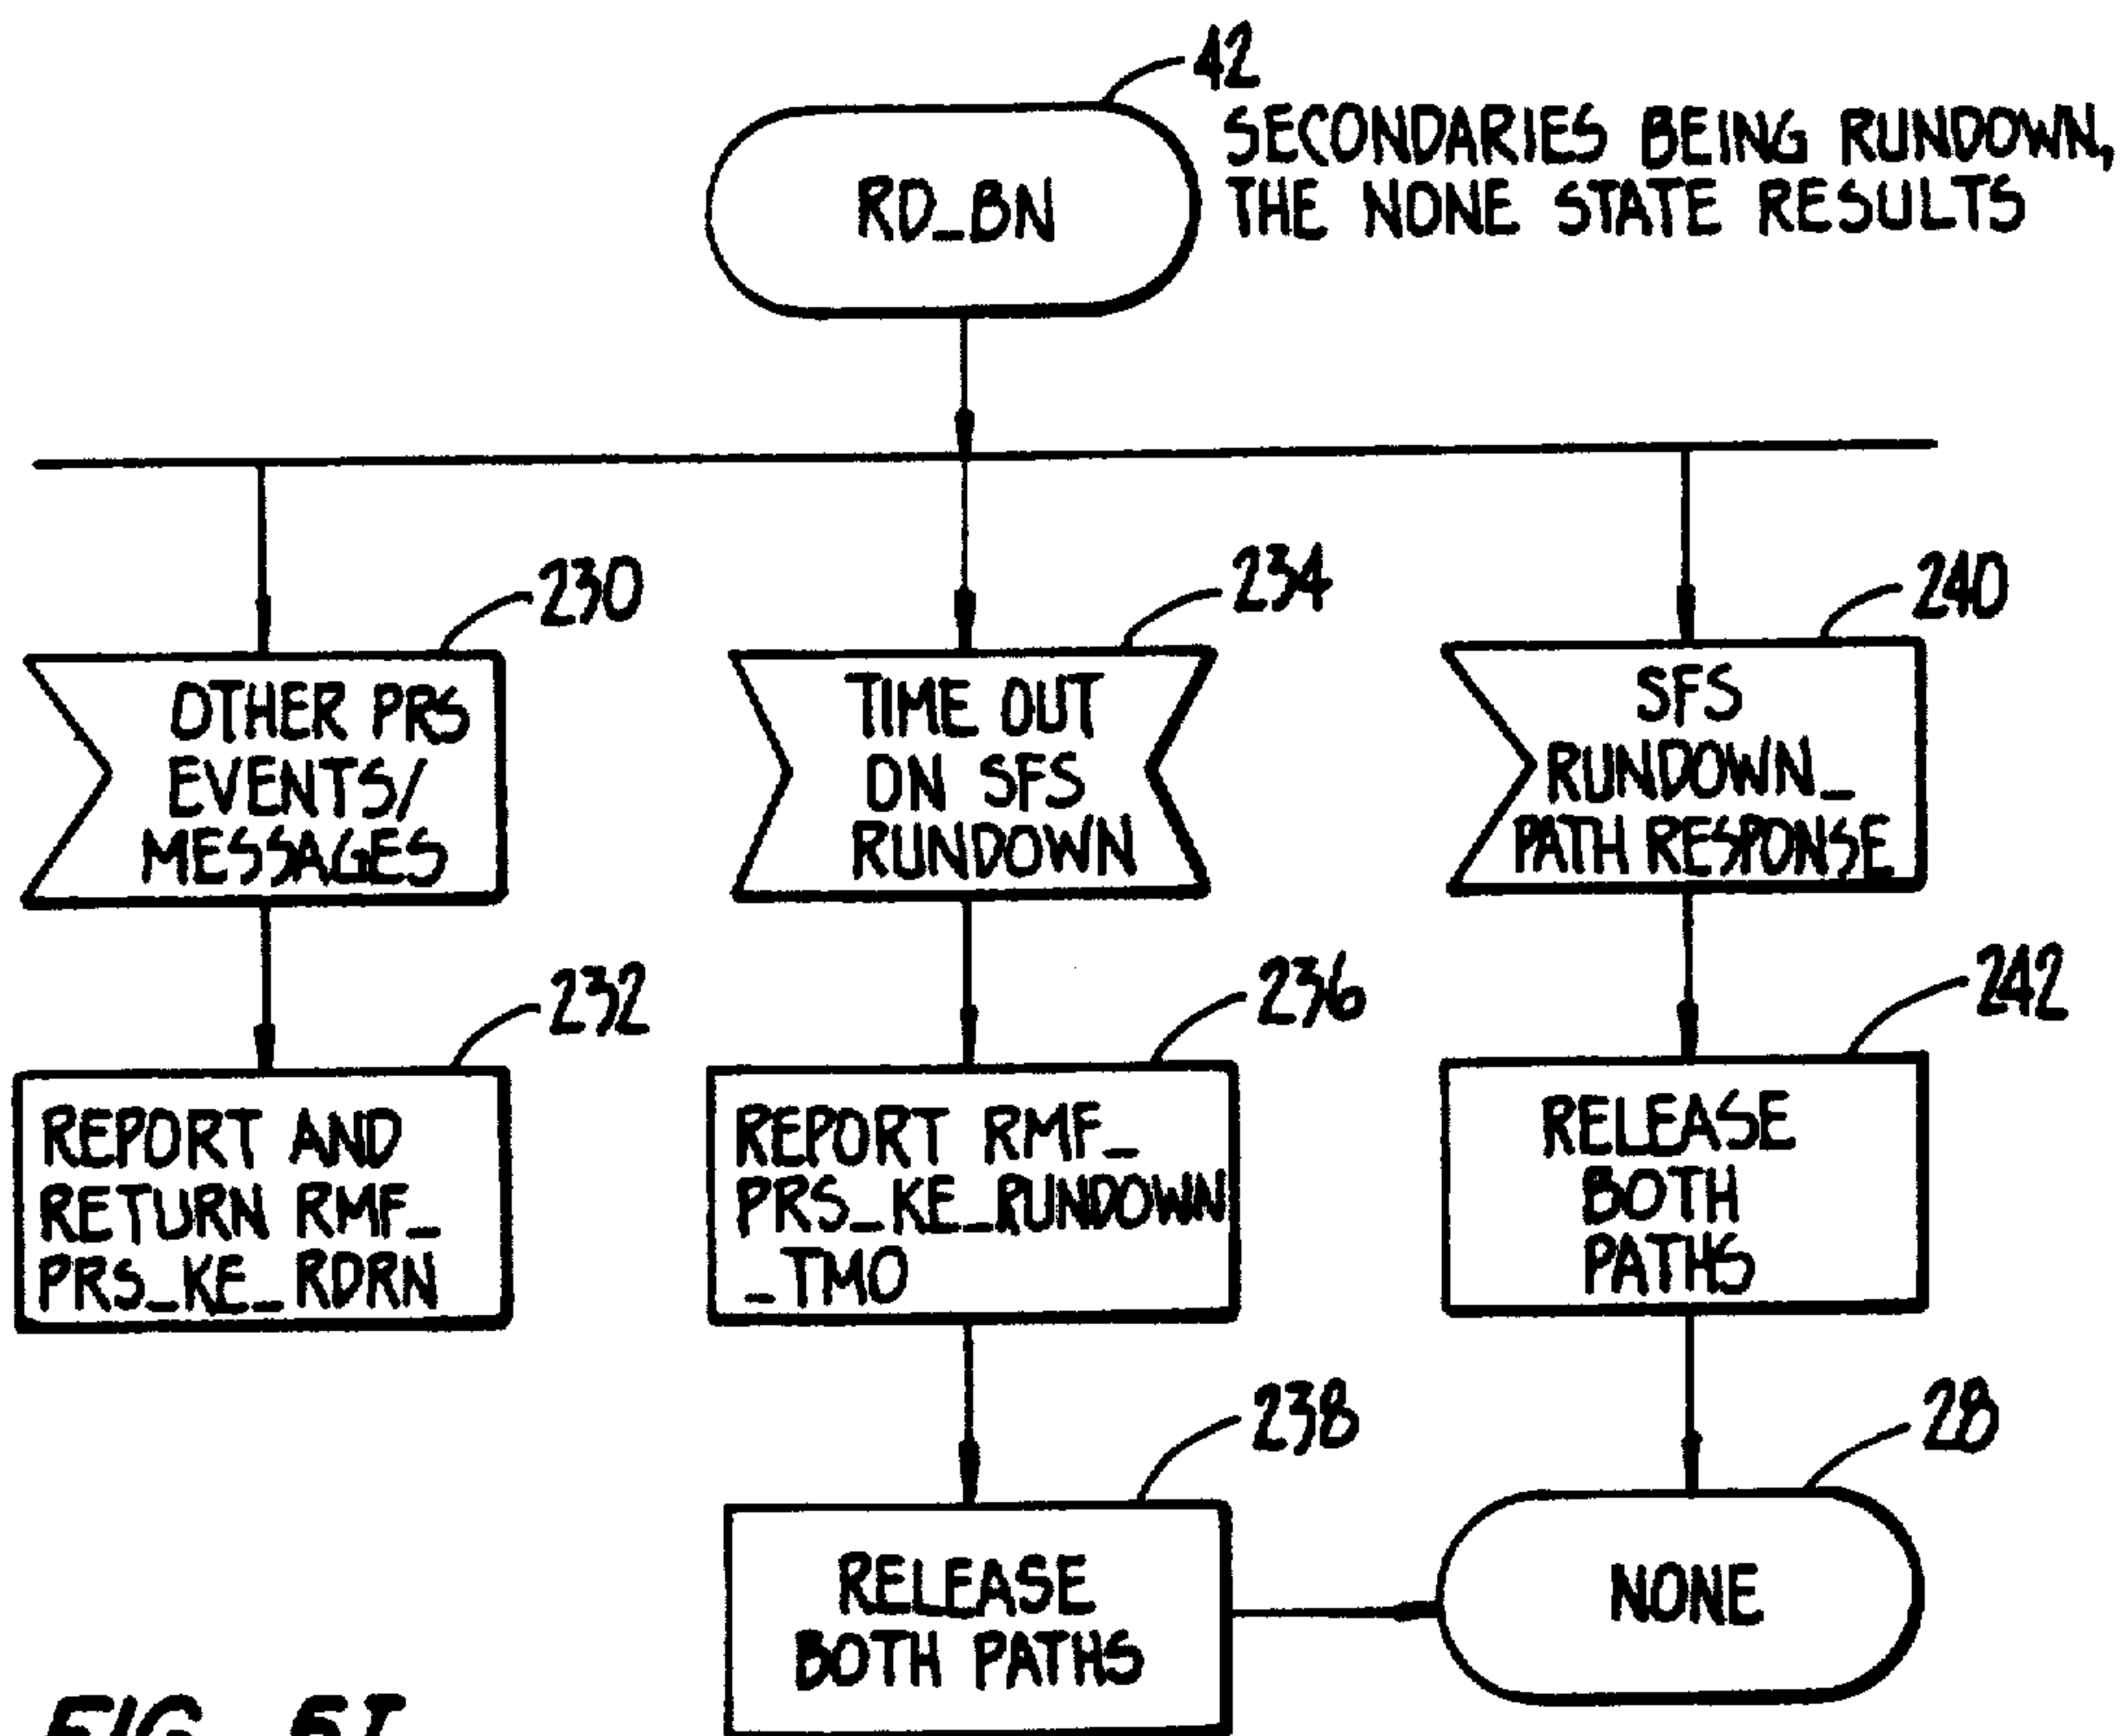 42
SECONDARIES BEING RUNDOWN,
THE NONE STATE RESULTS
RD_BN
230
OTHER PRS
EVENTS/
MESSAGES
234
TIME OUT
ON SFS
RUNDOWN
240
SFS
RUNDOWN_
PATH RESPONSE
232
REPORT AND
RETURN RMF_
PRS_KE_RDRN
236
REPORT RMF_
PRS_KE_RUNDOWN
_TMO
242
RELEASE
BOTH
PATHS
238
RELEASE
BOTH PATHS
28
NONE